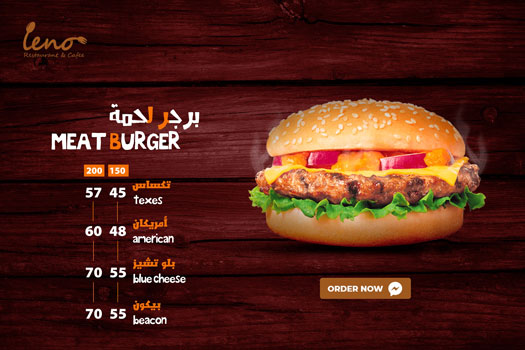 Leno
Restaurant & Cafea
برجر لحمة
MEAT BURGER
200 150
57 45 تكساس
texes
60 48 أمريكان
american
70 55 بلو تشيز
blue cheese
70 55 بيكون
beacon
ORDER NOW